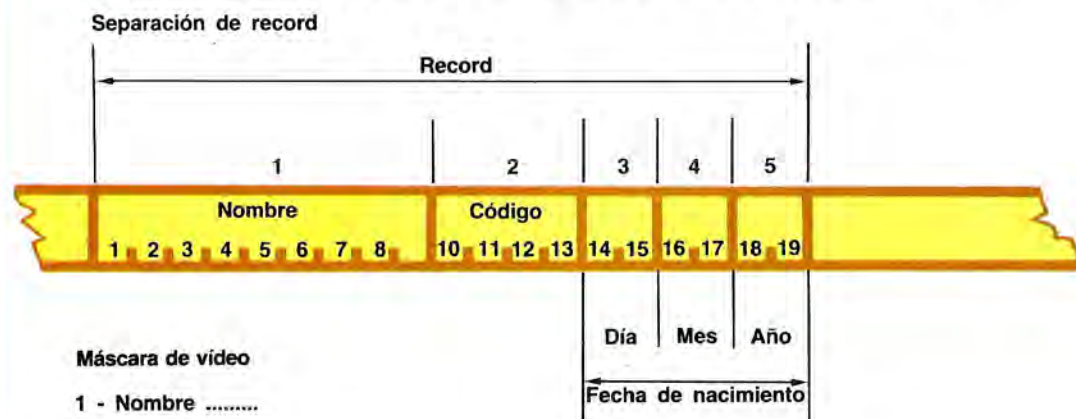 Separación de record
Record
1 2 3 4 5
Nombre Código
1 2 3 4 5 6 7 8 10 11 12 13 14 15 16 17 18 19
Día Mes Año
Máscara de vídeo
Fecha de nacimiento
1 - Nombre .........